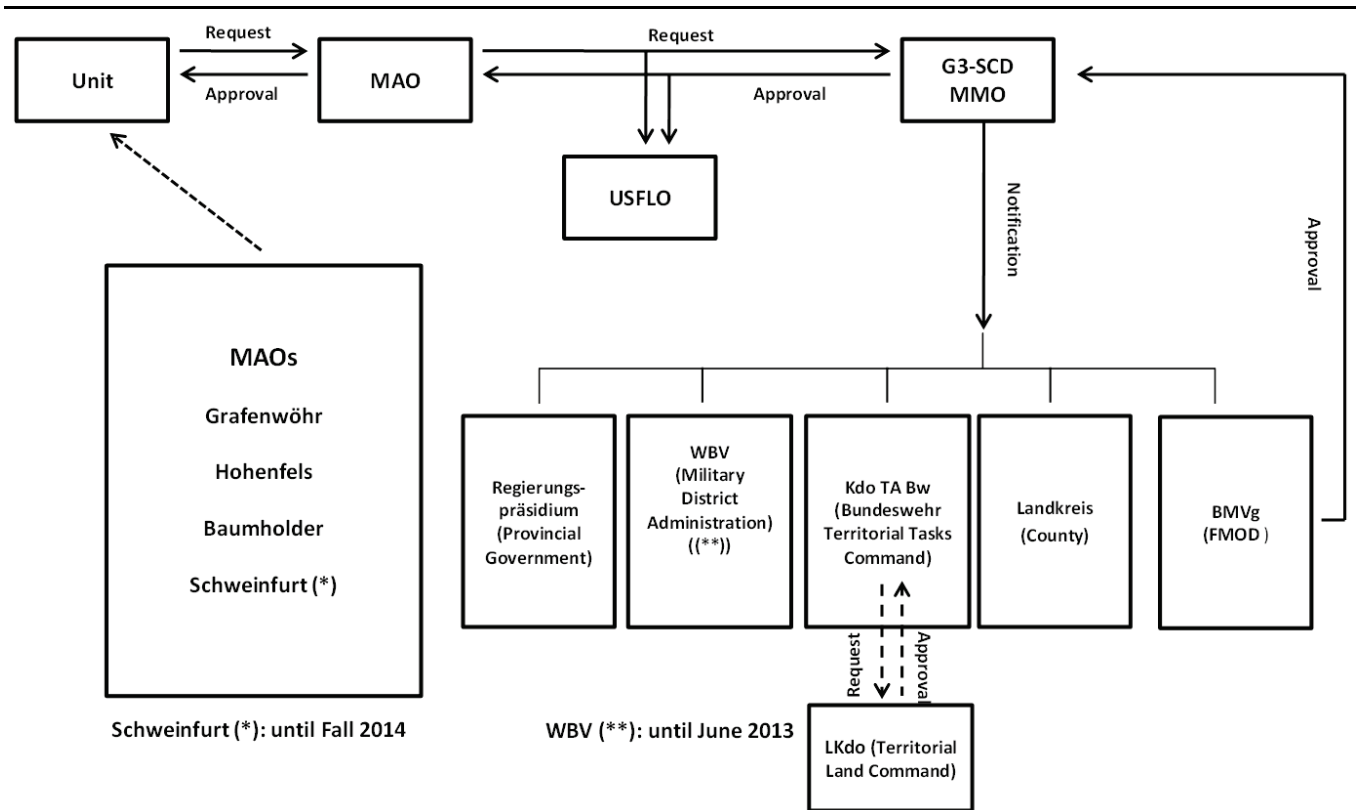 Request
Unit
Approval
MAO
Request
Approval
G3-SCD
MMO
USFLO
Notification
Approval
MAOs
Grafenwöhr
Hohenfels
Baumholder
Schweinfurt (*)
Regierungs-
präsidium
(Provincial
Government)
WBV
(Military
District
Administration)
((**))
Kdo TA Bw
(Bundeswehr
Territorial Tasks
Command)
Landkreis
(County)
BMVg
(FMOD )
Request
Approval
LKdo (Territorial
Land Command)
Schweinfurt (*): until Fall 2014
WBV (**): until June 2013